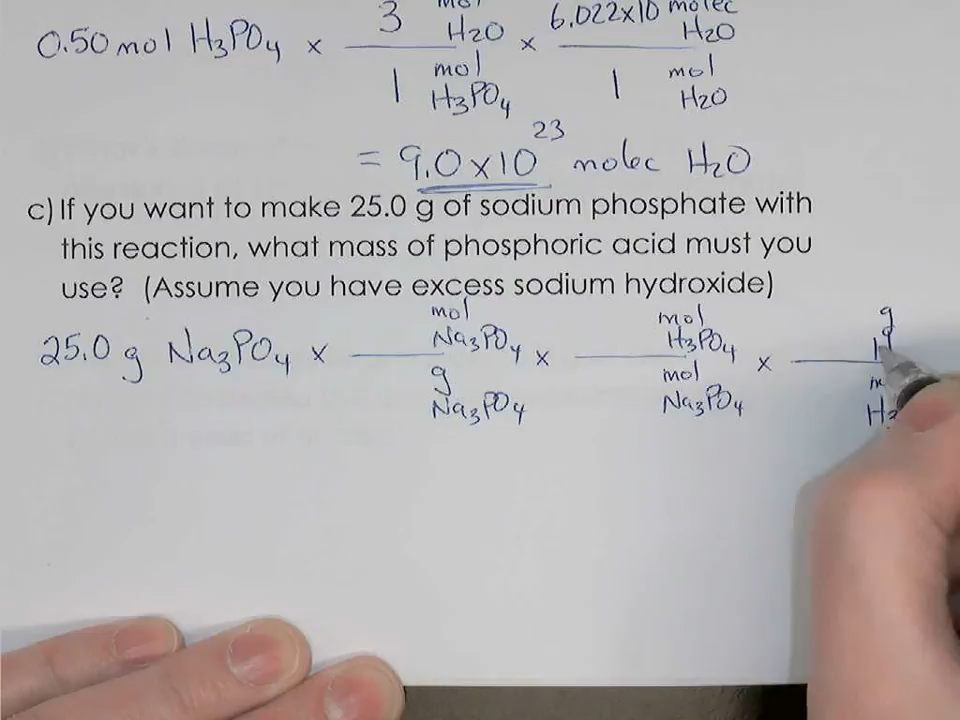 6.022x10 molec
0.50 mol H3PO4 x 3 H2O x H2O
1 mol H3PO4 1 mol H2O
= 9.0 x 10^23 molec H2O
c) If you want to make 25.0 g of sodium phosphate with
this reaction, what mass of phosphoric acid must you
use? (Assume you have excess sodium hydroxide)
mol mol g
25.0 g Na3PO4 x Na3PO4 x H3PO4 x
g mol
Na3PO4 Na3PO4